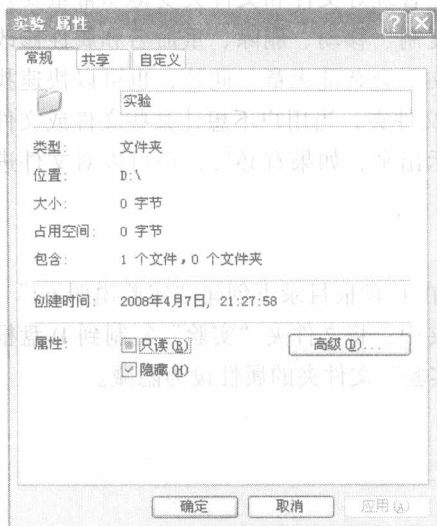 实验 属性
常规 共享 自定义
实验
类型: 文件夹
位置: D:\
大小: 0 字节
占用空间: 0 字节
包含: 1 个文件,0 个文件夹
创建时间: 2008年4月7日, 21:27:58
属性: 只读(R) 高级(D)...
隐藏(H)
确定 取消 应用(A)